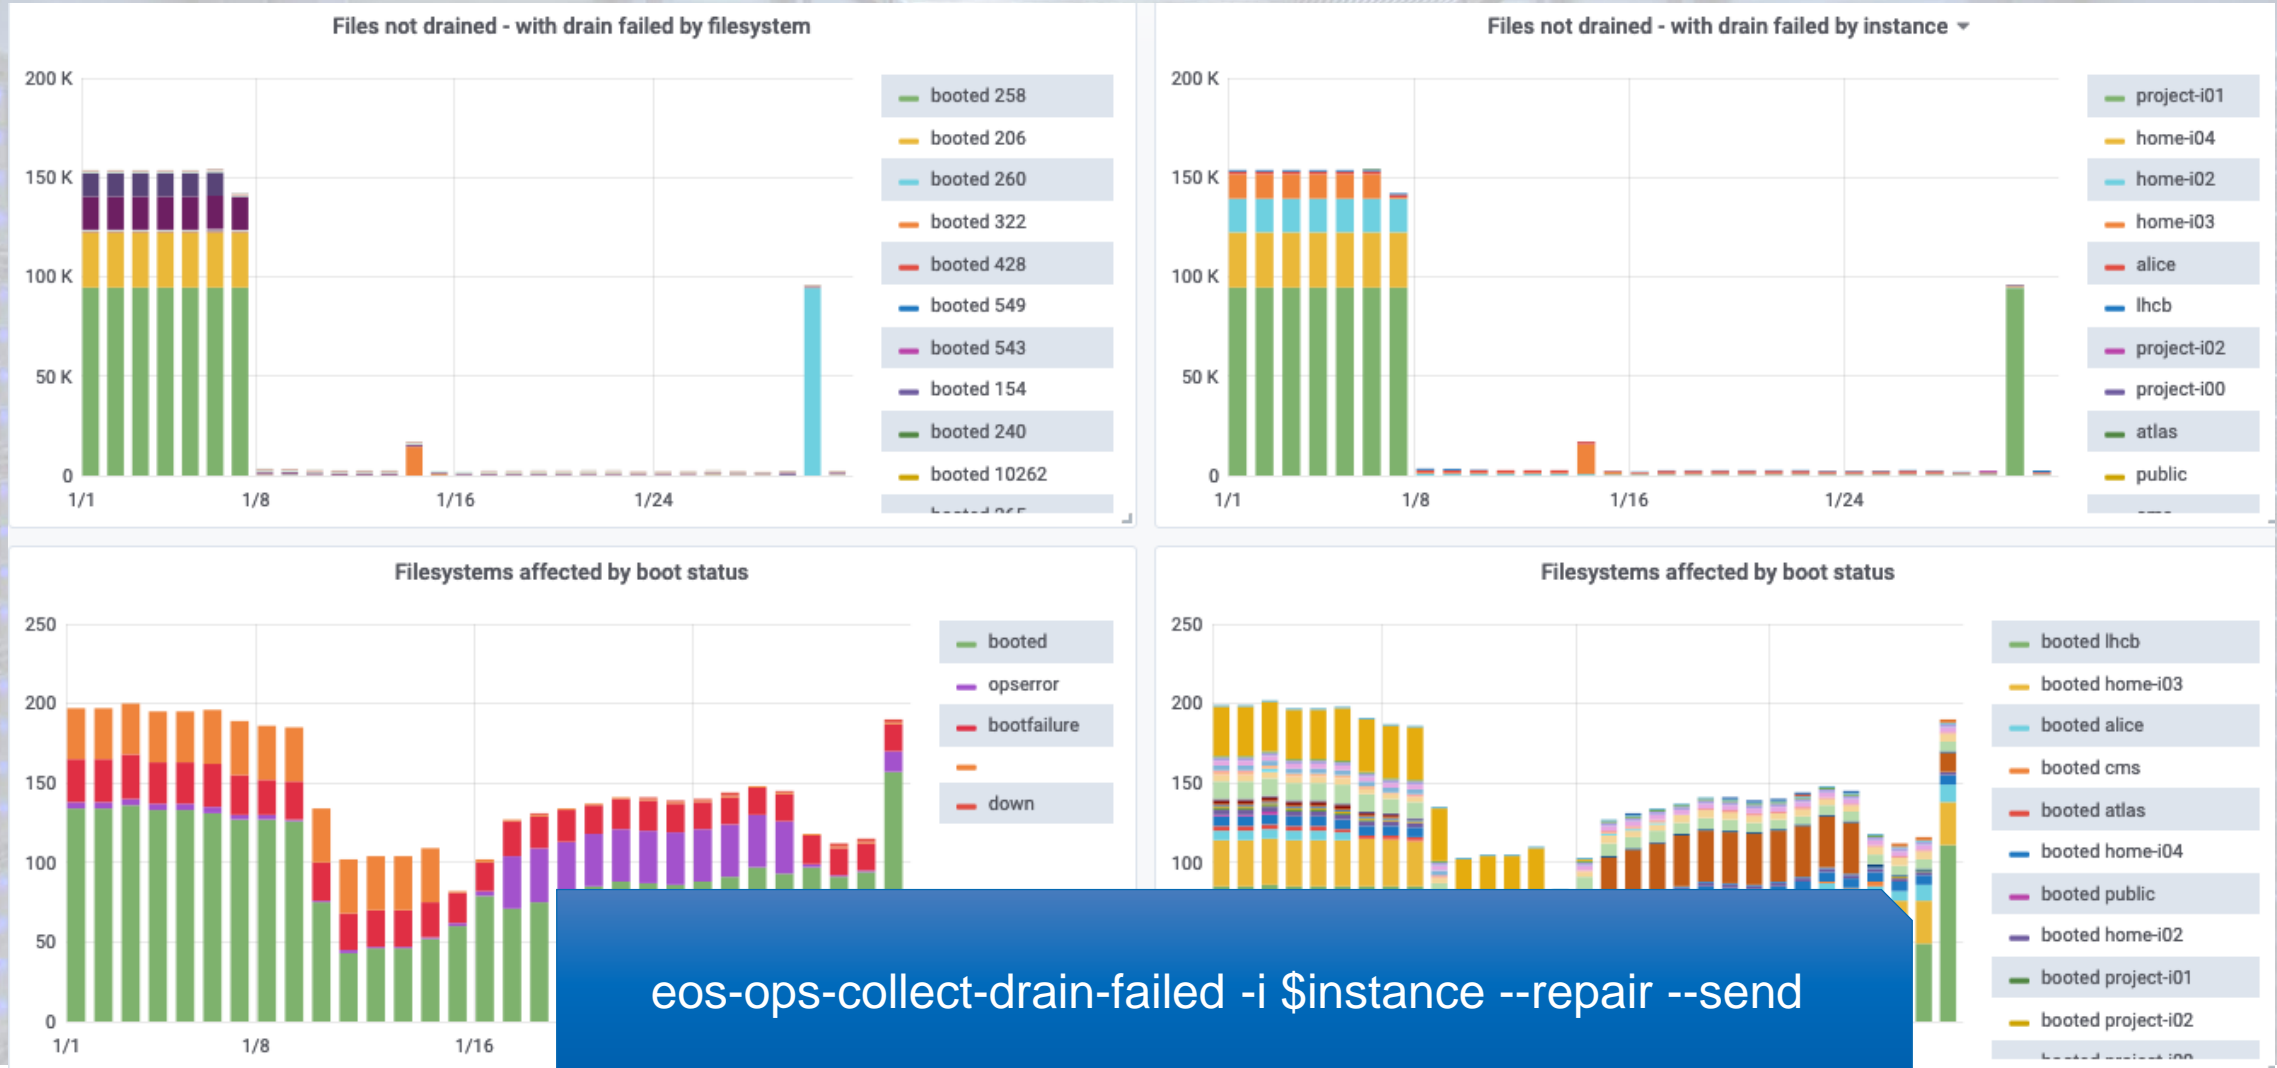 Files not drained - with drain failed by filesystem
200 K
150 K
100 K
50 K
0
1/1
1/8
1/16
1/24
booted 258
booted 206
booted 260
booted 322
booted 428
booted 549
booted 543
booted 154
booted 240
booted 10262
Files not drained - with drain failed by instance
200 K
150 K
100 K
50 K
0
1/1
1/8
1/16
1/24
project-i01
home-i04
home-i02
home-i03
alice
lhcb
project-i02
project-i00
atlas
public
Filesystems affected by boot status
250
200
150
100
50
0
1/1
1/8
1/16
booted
opserror
bootfailure
down
Filesystems affected by boot status
250
200
150
100
booted lhcb
booted home-i03
booted alice
booted cms
booted atlas
booted home-i04
booted public
booted home-i02
booted project-i01
booted project-i02
eos-ops-collect-drain-failed -i $instance --repair --send